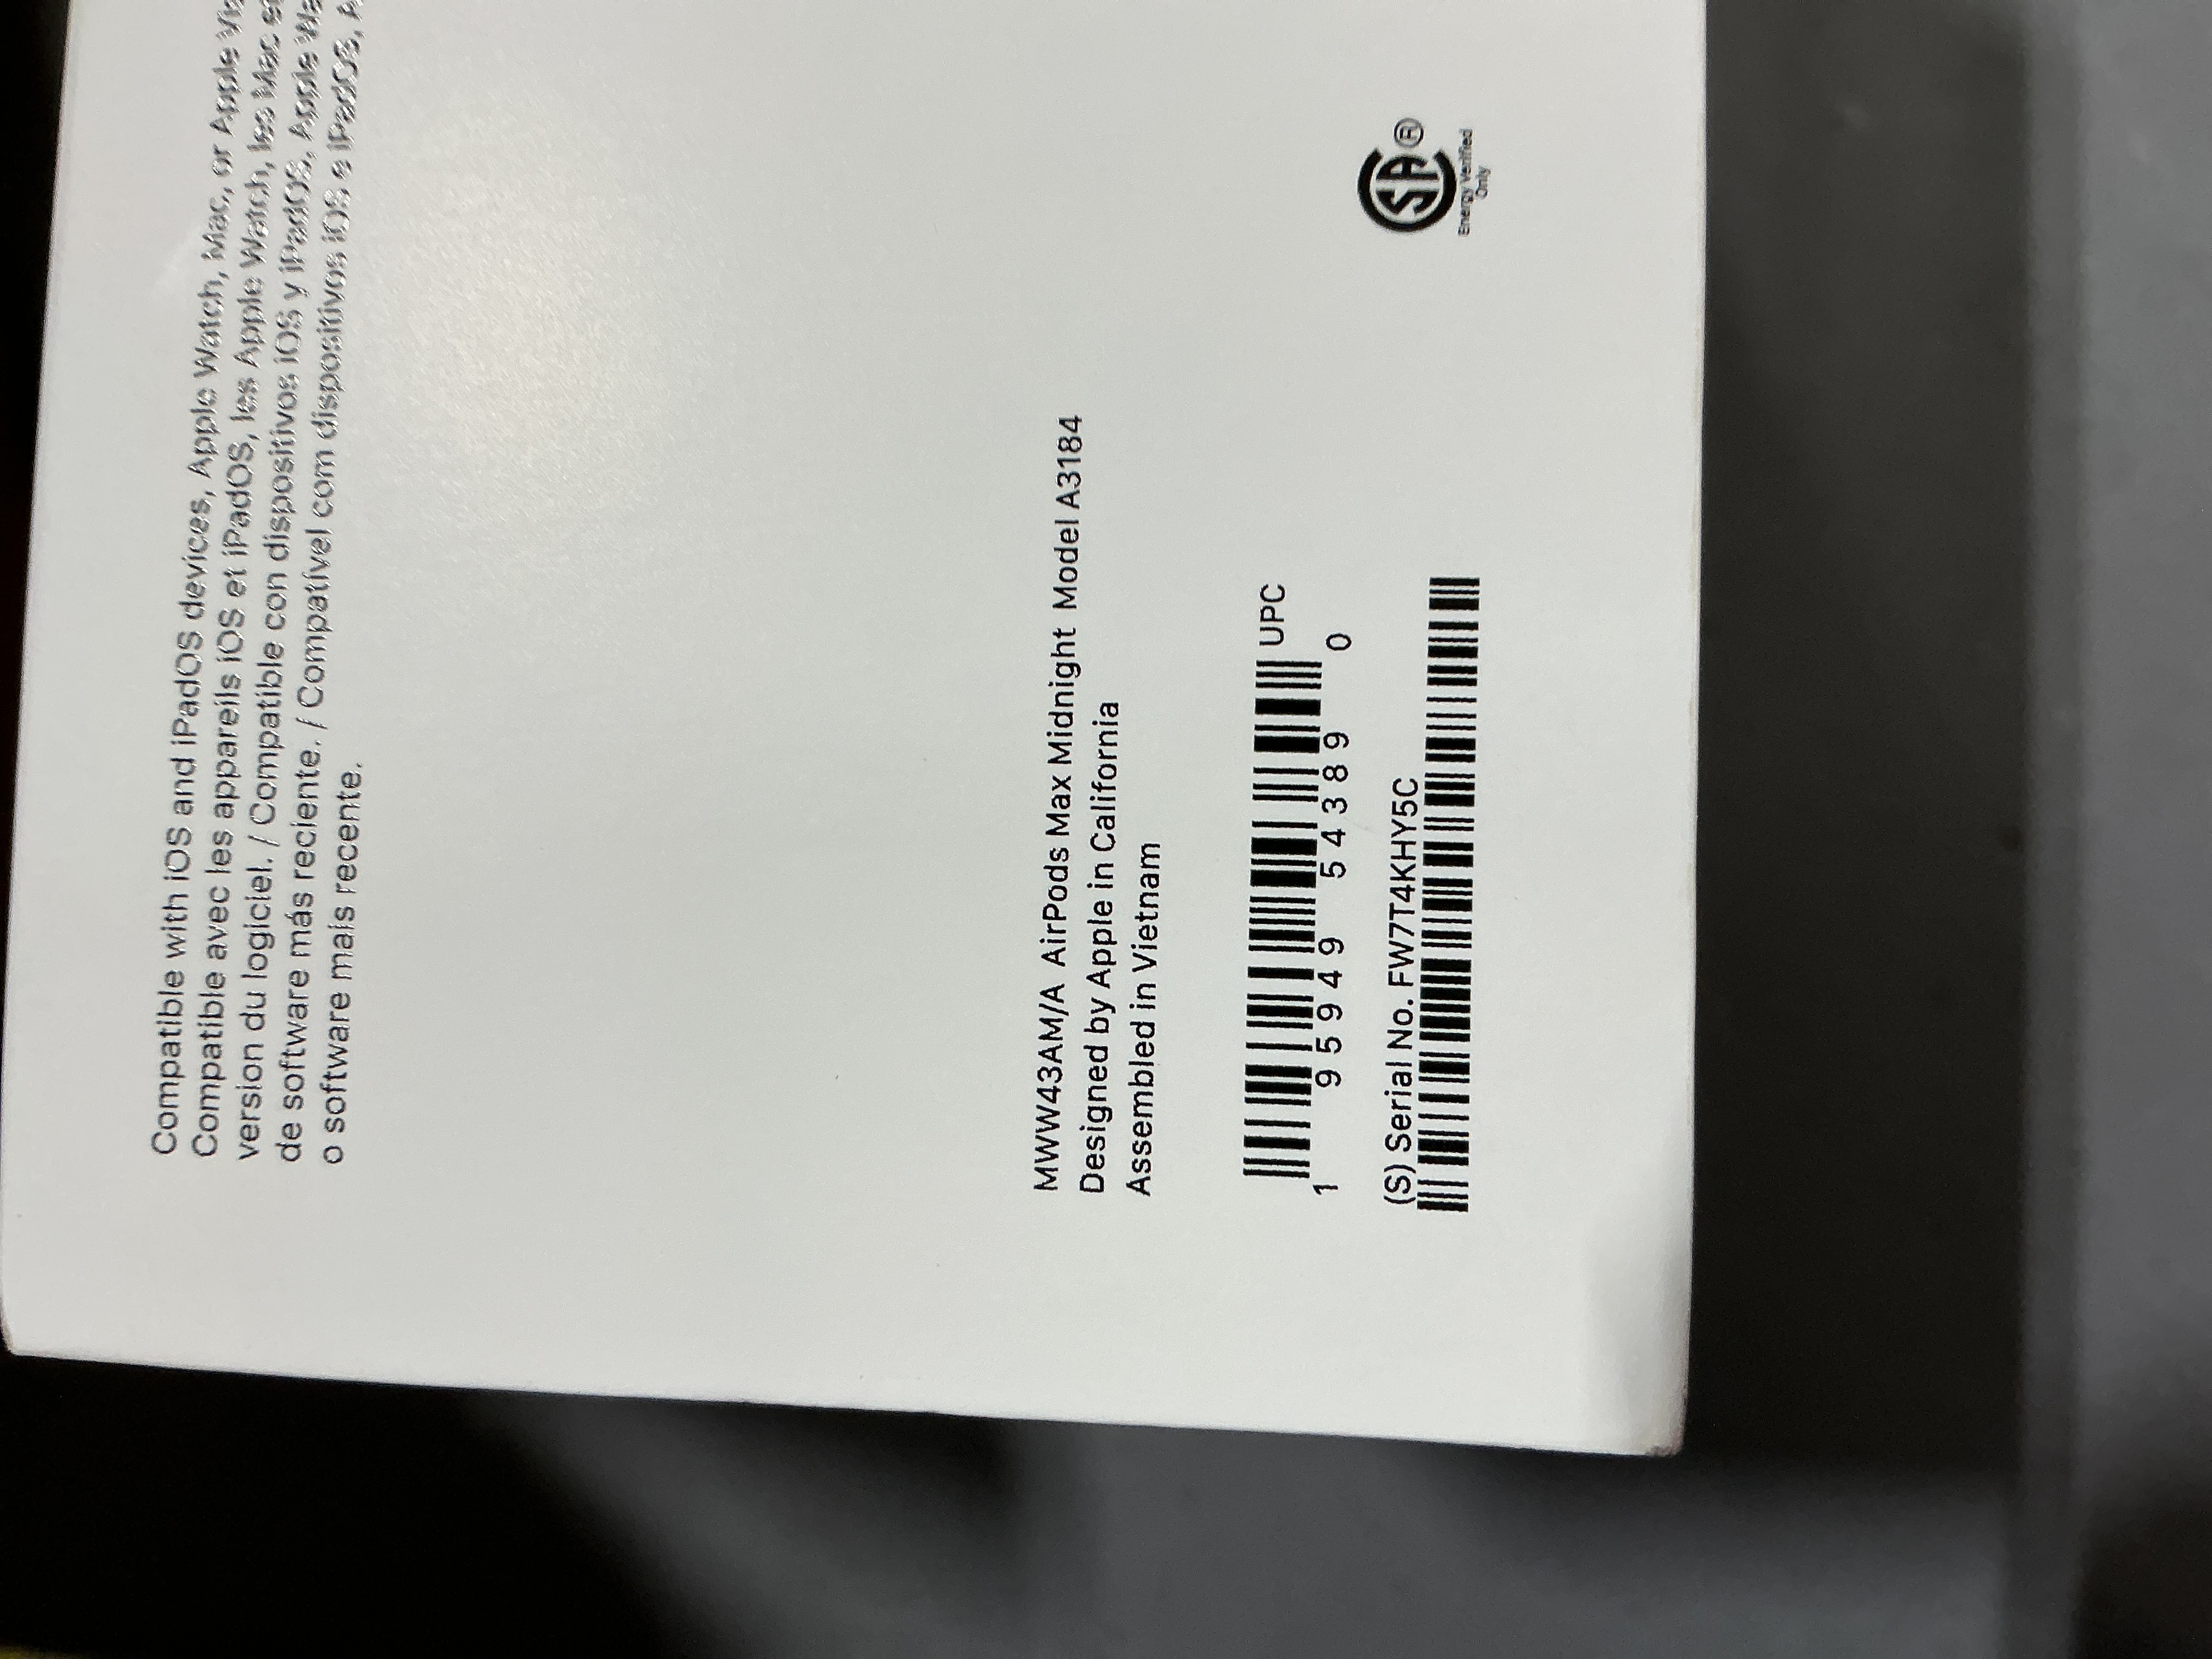 Compatible with iOS and iPadOS devices, Apple Watch, Mac, or Apple
Compatible avec les appareils iOS et iPadOS, les Apple Watch, les Mac
version du logiciel. / Compatible con dispositivos iOS y iPadOS, Apple
de software más reciente. / Compatível com dispositivos iOS e iPadOS,
o software mais recente.
MWW43AM/A AirPods Max Midnight Model A3184
Designed by Apple in California
Assembled in Vietnam
UPC
1 95949 54389 0
(S) Serial No. FW7T4KHY5C
SA®
Energy Verified
Only